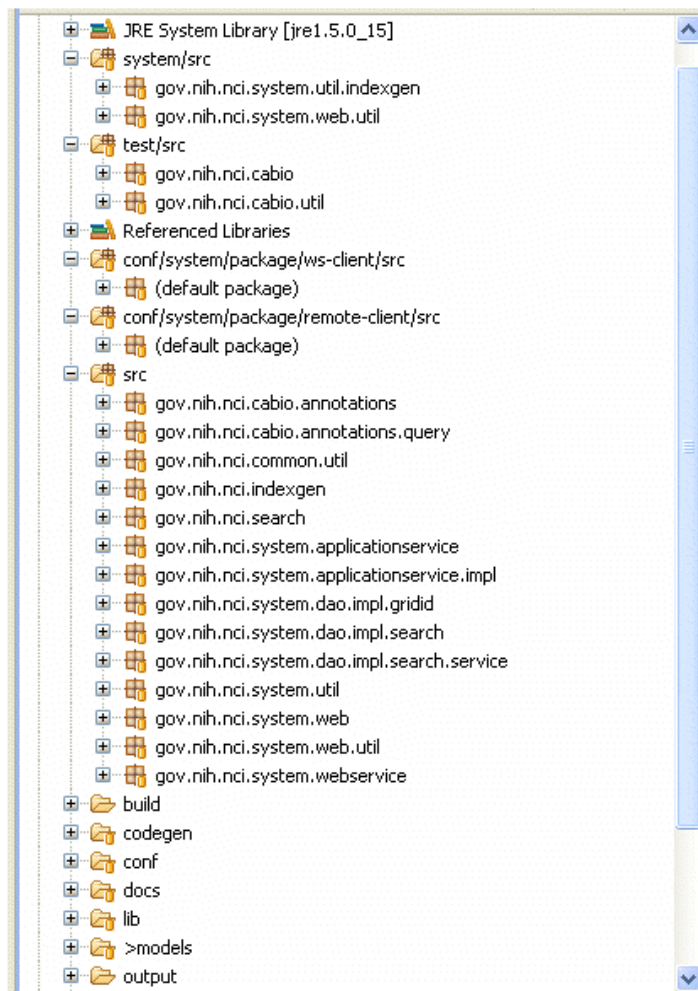 JRE System Library [jre1.5.0_15]
system/src
gov.nih.nci.system.util.indexgen
gov.nih.nci.system.web.util
test/src
gov.nih.nci.cabio
gov.nih.nci.cabio.util
Referenced Libraries
conf/system/package/ws-client/src
(default package)
conf/system/package/remote-client/src
(default package)
src
gov.nih.nci.cabio.annotations
gov.nih.nci.cabio.annotations.query
gov.nih.nci.common.util
gov.nih.nci.indexgen
gov.nih.nci.search
gov.nih.nci.system.applicationservice
gov.nih.nci.system.applicationservice.impl
gov.nih.nci.system.dao.impl.gridid
gov.nih.nci.system.dao.impl.search
gov.nih.nci.system.dao.impl.search.service
gov.nih.nci.system.util
gov.nih.nci.system.web
gov.nih.nci.system.web.util
gov.nih.nci.system.webservice
build
codegen
conf
docs
lib
>models
output